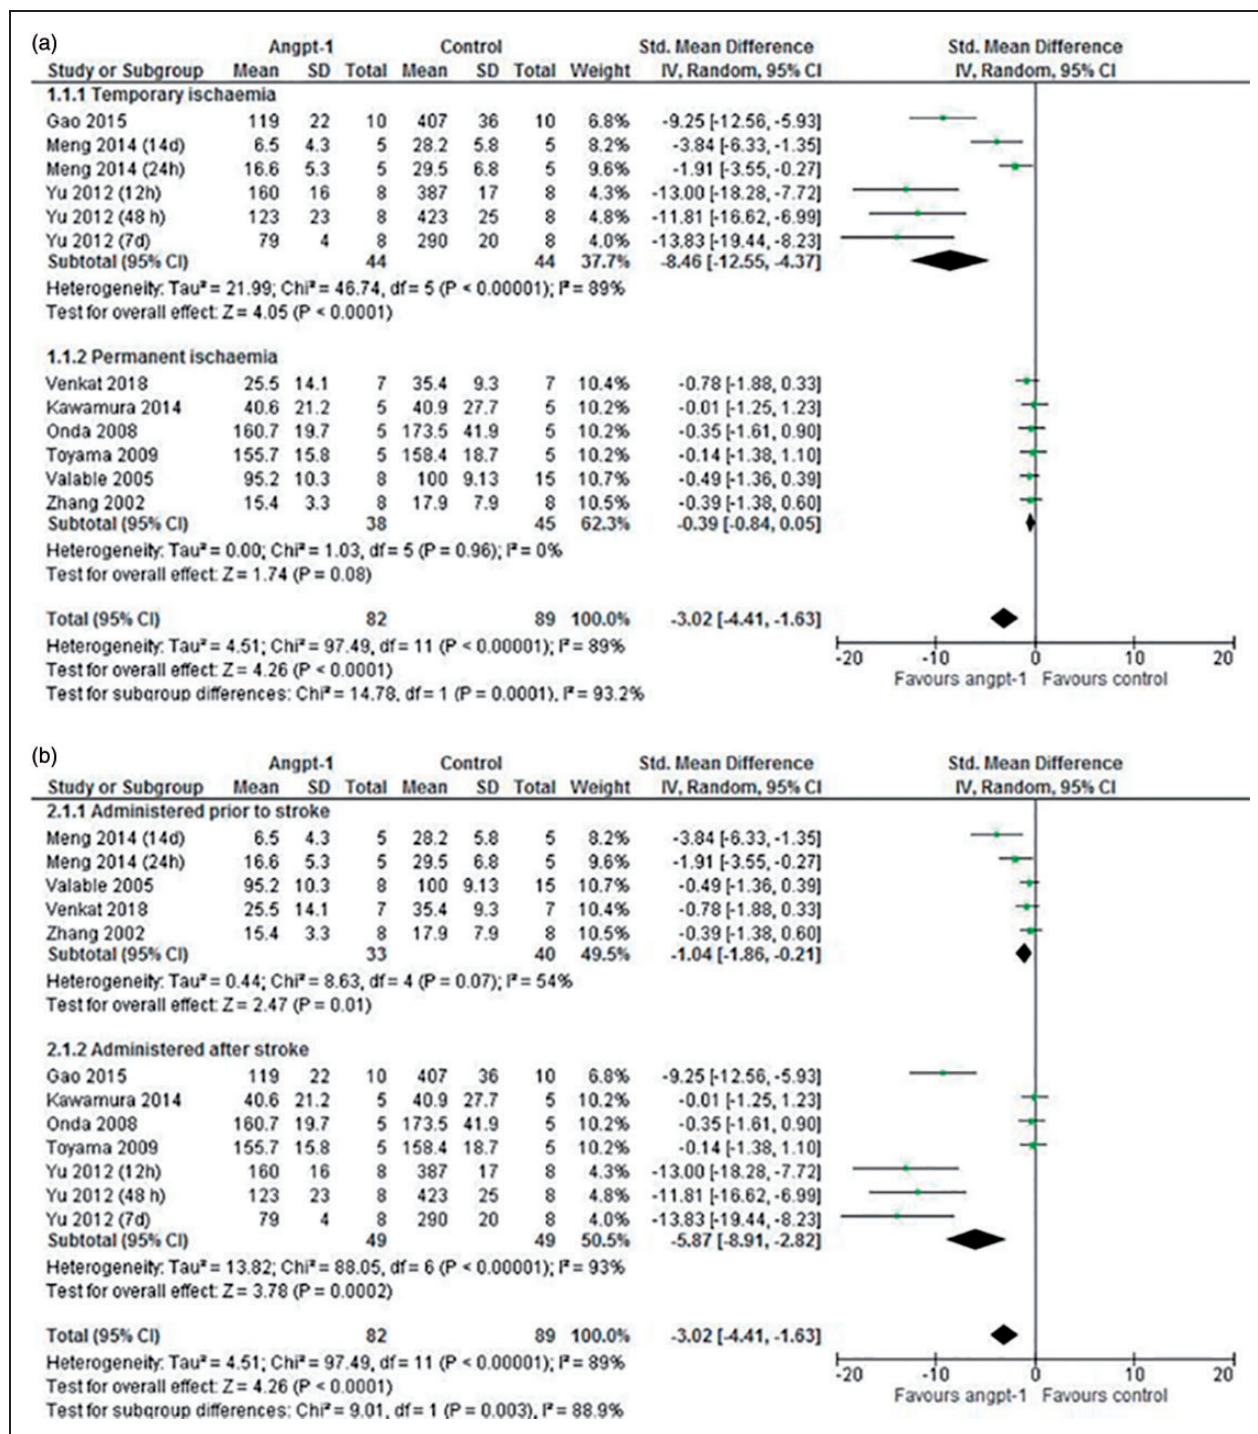 (a)
Angpt-1 Control Std. Mean Difference Std. Mean Difference
Study or Subgroup Mean SD Total Mean SD Total Weight IV, Random, 95% CI IV, Random, 95% CI
1.1.1 Temporary ischaemia
Gao 2015 119 22 10 407 36 10 6.8% -9.25 [-12.56, -5.93]
Meng 2014 (14d) 6.5 4.3 5 28.2 5.8 5 8.2% -3.84 [-6.33, -1.35]
Meng 2014 (24h) 16.6 5.3 5 29.5 6.8 5 9.6% -1.91 [-3.55, -0.27]
Yu 2012 (12h) 160 16 8 387 17 8 4.3% -13.00 [-18.28, -7.72]
Yu 2012 (48 h) 123 23 8 423 25 8 4.8% -11.81 [-16.62, -6.99]
Yu 2012 (7d) 79 4 8 290 20 8 4.0% -13.83 [-19.44, -8.23]
Subtotal (95% CI) 44 44 37.7% -8.46 [-12.55, -4.37]
Heterogeneity: Tau² = 21.99; Chi² = 46.74, df = 5 (P < 0.00001); I² = 89%
Test for overall effect: Z = 4.05 (P < 0.0001)
1.1.2 Permanent ischaemia
Venkat 2018 25.5 14.1 7 35.4 9.3 7 10.4% -0.78 [-1.88, 0.33]
Kawamura 2014 40.6 21.2 5 40.9 27.7 5 10.2% -0.01 [-1.25, 1.23]
Onda 2008 160.7 19.7 5 173.5 41.9 5 10.2% -0.35 [-1.61, 0.90]
Toyama 2009 155.7 15.8 5 158.4 18.7 5 10.2% -0.14 [-1.38, 1.10]
Valable 2005 95.2 10.3 8 100 9.13 15 10.7% -0.49 [-1.36, 0.39]
Zhang 2002 15.4 3.3 8 17.9 7.9 8 10.5% -0.39 [-1.38, 0.60]
Subtotal (95% CI) 38 45 62.3% -0.39 [-0.84, 0.05]
Heterogeneity: Tau² = 0.00; Chi² = 1.03, df = 5 (P = 0.96); I² = 0%
Test for overall effect: Z = 1.74 (P = 0.08)
Total (95% CI) 82 89 100.0% -3.02 [-4.41, -1.63]
Heterogeneity: Tau² = 4.51; Chi² = 97.49, df = 11 (P < 0.00001); I² = 89%
Test for overall effect: Z = 4.26 (P < 0.0001)
Test for subgroup differences: Chi² = 14.78, df = 1 (P = 0.0001), I² = 93.2%
-20 -10 0 10 20
Favours angpt-1 Favours control
(b)
Angpt-1 Control Std. Mean Difference Std. Mean Difference
Study or Subgroup Mean SD Total Mean SD Total Weight IV, Random, 95% CI IV, Random, 95% CI
2.1.1 Administered prior to stroke
Meng 2014 (14d) 6.5 4.3 5 28.2 5.8 5 8.2% -3.84 [-6.33, -1.35]
Meng 2014 (24h) 16.6 5.3 5 29.5 6.8 5 9.6% -1.91 [-3.55, -0.27]
Valable 2005 95.2 10.3 8 100 9.13 15 10.7% -0.49 [-1.36, 0.39]
Venkat 2018 25.5 14.1 7 35.4 9.3 7 10.4% -0.78 [-1.88, 0.33]
Zhang 2002 15.4 3.3 8 17.9 7.9 8 10.5% -0.39 [-1.38, 0.60]
Subtotal (95% CI) 33 40 49.5% -1.04 [-1.86, -0.21]
Heterogeneity: Tau² = 0.44; Chi² = 8.63, df = 4 (P = 0.07); I² = 54%
Test for overall effect: Z = 2.47 (P = 0.01)
2.1.2 Administered after stroke
Gao 2015 119 22 10 407 36 10 6.8% -9.25 [-12.56, -5.93]
Kawamura 2014 40.6 21.2 5 40.9 27.7 5 10.2% -0.01 [-1.25, 1.23]
Onda 2008 160.7 19.7 5 173.5 41.9 5 10.2% -0.35 [-1.61, 0.90]
Toyama 2009 155.7 15.8 5 158.4 18.7 5 10.2% -0.14 [-1.38, 1.10]
Yu 2012 (12h) 160 16 8 387 17 8 4.3% -13.00 [-18.28, -7.72]
Yu 2012 (48 h) 123 23 8 423 25 8 4.8% -11.81 [-16.62, -6.99]
Yu 2012 (7d) 79 4 8 290 20 8 4.0% -13.83 [-19.44, -8.23]
Subtotal (95% CI) 49 49 50.5% -5.87 [-8.91, -2.82]
Heterogeneity: Tau² = 13.82; Chi² = 88.05, df = 6 (P < 0.00001); I² = 93%
Test for overall effect: Z = 3.78 (P = 0.0002)
Total (95% CI) 82 89 100.0% -3.02 [-4.41, -1.63]
Heterogeneity: Tau² = 4.51; Chi² = 97.49, df = 11 (P < 0.00001); I² = 89%
Test for overall effect: Z = 4.26 (P < 0.0001)
Test for subgroup differences: Chi² = 9.01, df = 1 (P = 0.003), I² = 88.9%
-20 -10 0 10 20
Favours angpt-1 Favours control